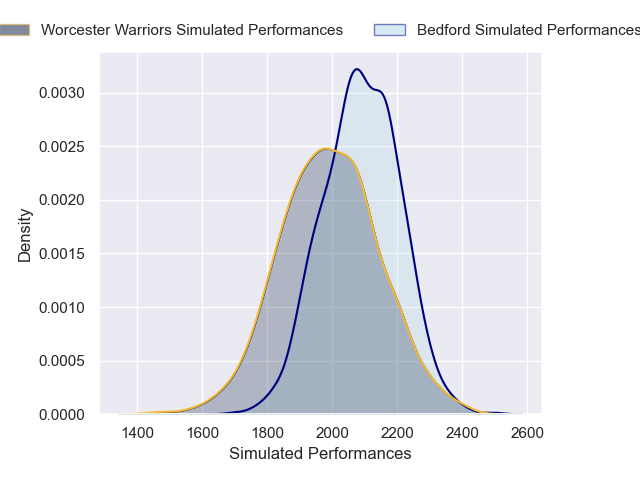 Worcester Warriors Simulated Performances Bedford Simulated Performances
0.0030
0.0025
0.0020
0.0015
0.0010
0.0005
0.0000
Density
1400 1600 1800 2000 2200 2400 2600
Simulated Performances